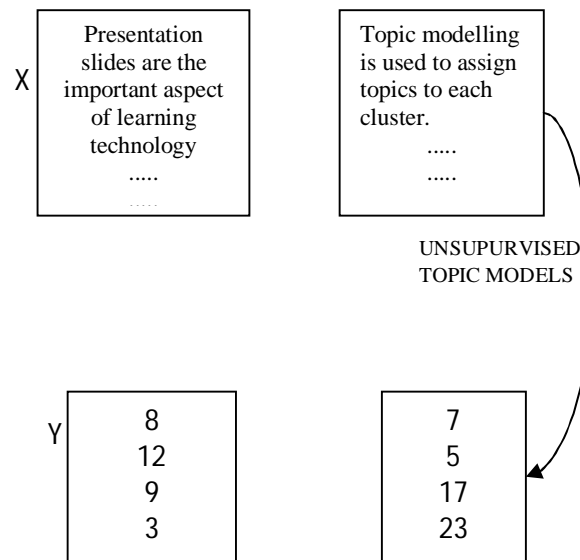 X
Presentation
slides are the
important aspect
of learning
technology
.....
.....
Topic modelling
is used to assign
topics to each
cluster.
.....
.....
UNSUPURVISED
TOPIC MODELS
Y
8
12
9
3
7
5
17
23